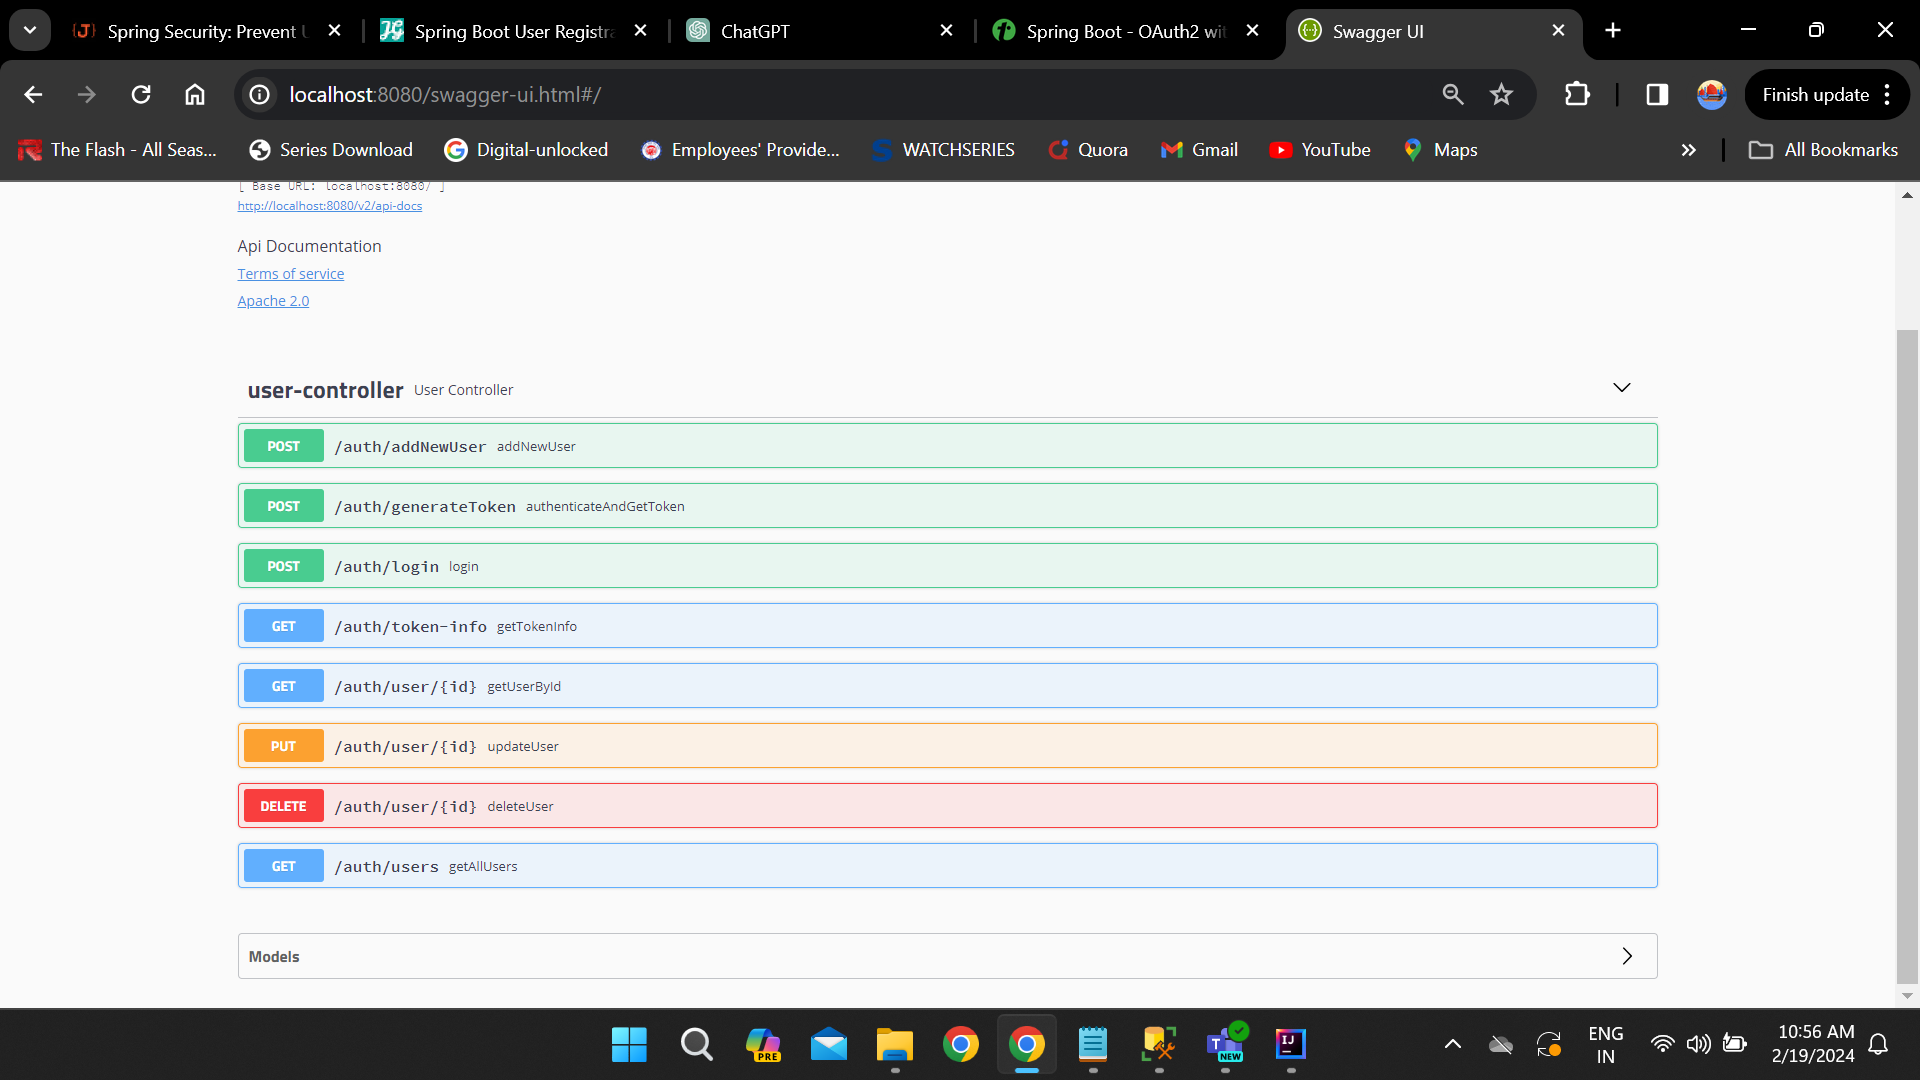 Spring Security: Prevent U
Spring Boot User Registra
ChatGPT
Spring Boot - OAuth2 wit
Swagger UI
localhost:8080/swagger-ui.html#/
Finish update
The Flash - All Seas...
Series Download
Digital-unlocked
Employees' Provide...
WATCHSERIES
Quora
Gmail
YouTube
Maps
All Bookmarks
[ Base URL: localhost:8080/ ]
http://localhost:8080/v2/api-docs
Api Documentation
Terms of service
Apache 2.0
user-controller User Controller
POST /auth/addNewUser addNewUser
POST /auth/generateToken authenticateAndGetToken
POST /auth/login login
GET /auth/token-info getTokenInfo
GET /auth/user/{id} getUserById
PUT /auth/user/{id} updateUser
DELETE /auth/user/{id} deleteUser
GET /auth/users getAllUsers
Models
PRE
NEW
ENG
IN
10:56 AM
2/19/2024